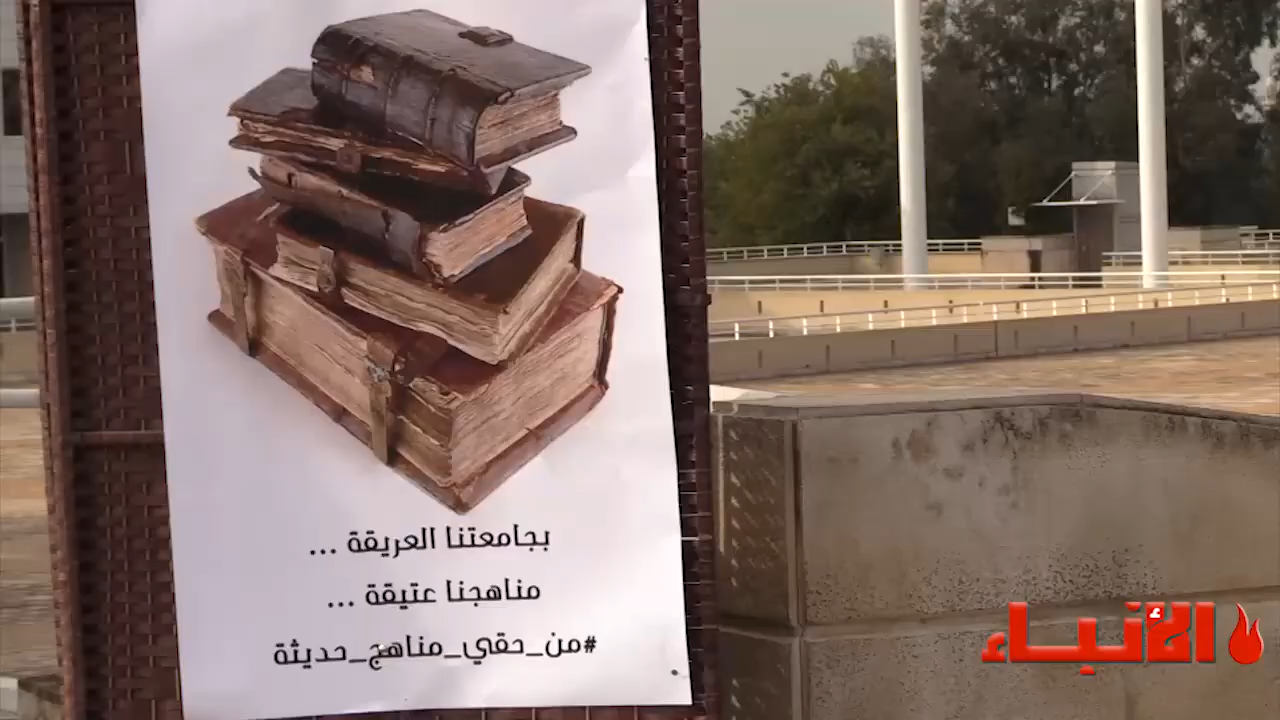 بجامعتنا العريقة ...
مناهجنا عتيقة ...
#من_حقي_مناهج_حديثة
الأنباء